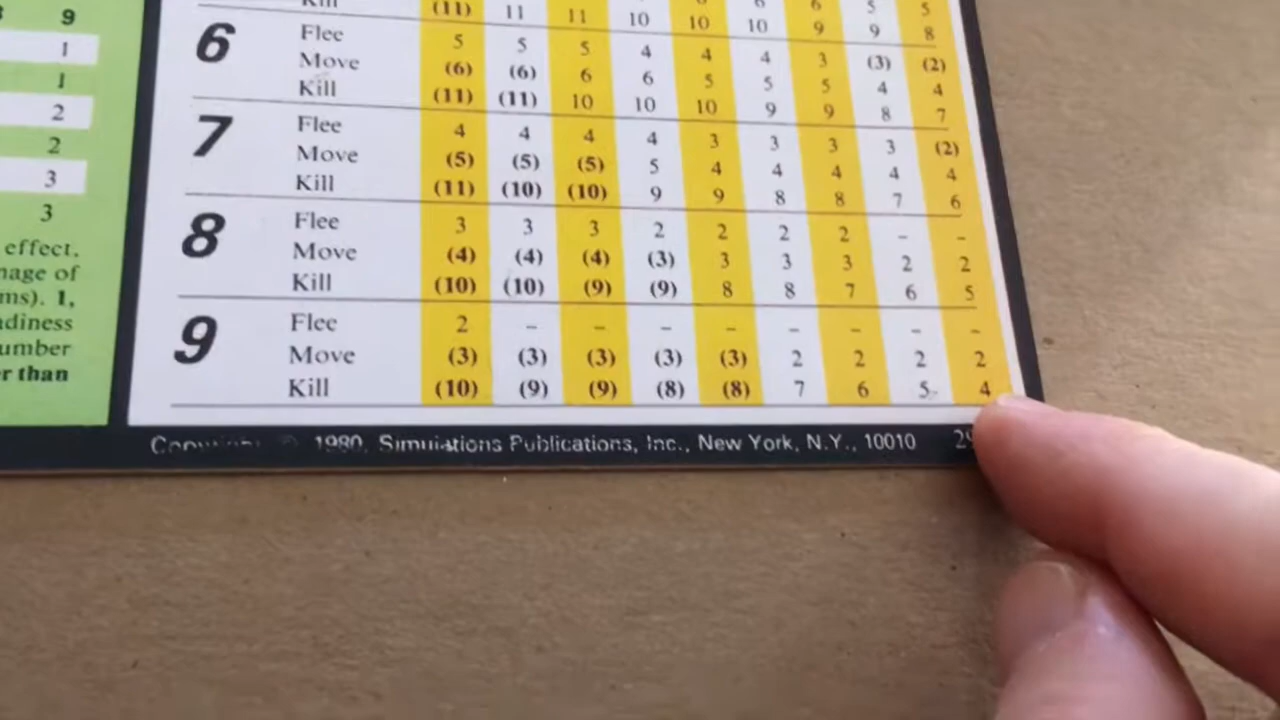 9
1
1
2
2
3
3
effect.
nage of
ms). 1,
adiness
umber
r than
(11) 11 11 10 10 10 9 9 8
6
Flee 5 5 5 4 4 4 3 (3) (2)
Move (6) (6) 6 6 5 5 5 4 4
Kill (11) (11) 10 10 10 9 9 8 7
7
Flee 4 4 4 4 3 3 3 3 (2)
Move (5) (5) (5) 5 4 4 4 4 4
Kill (11) (10) (10) 9 9 8 8 7 6
8
Flee 3 3 3 2 2 2 2 - -
Move (4) (4) (4) (3) 3 3 3 2 2
Kill (10) (10) (9) (9) 8 8 7 6 5
9
Flee 2 - - - - - - - -
Move (3) (3) (3) (3) (3) 2 2 2 2
Kill (10) (9) (9) (8) (8) 7 6 5 4
1980, Simulations Publications, Inc., New York, N.Y., 10010